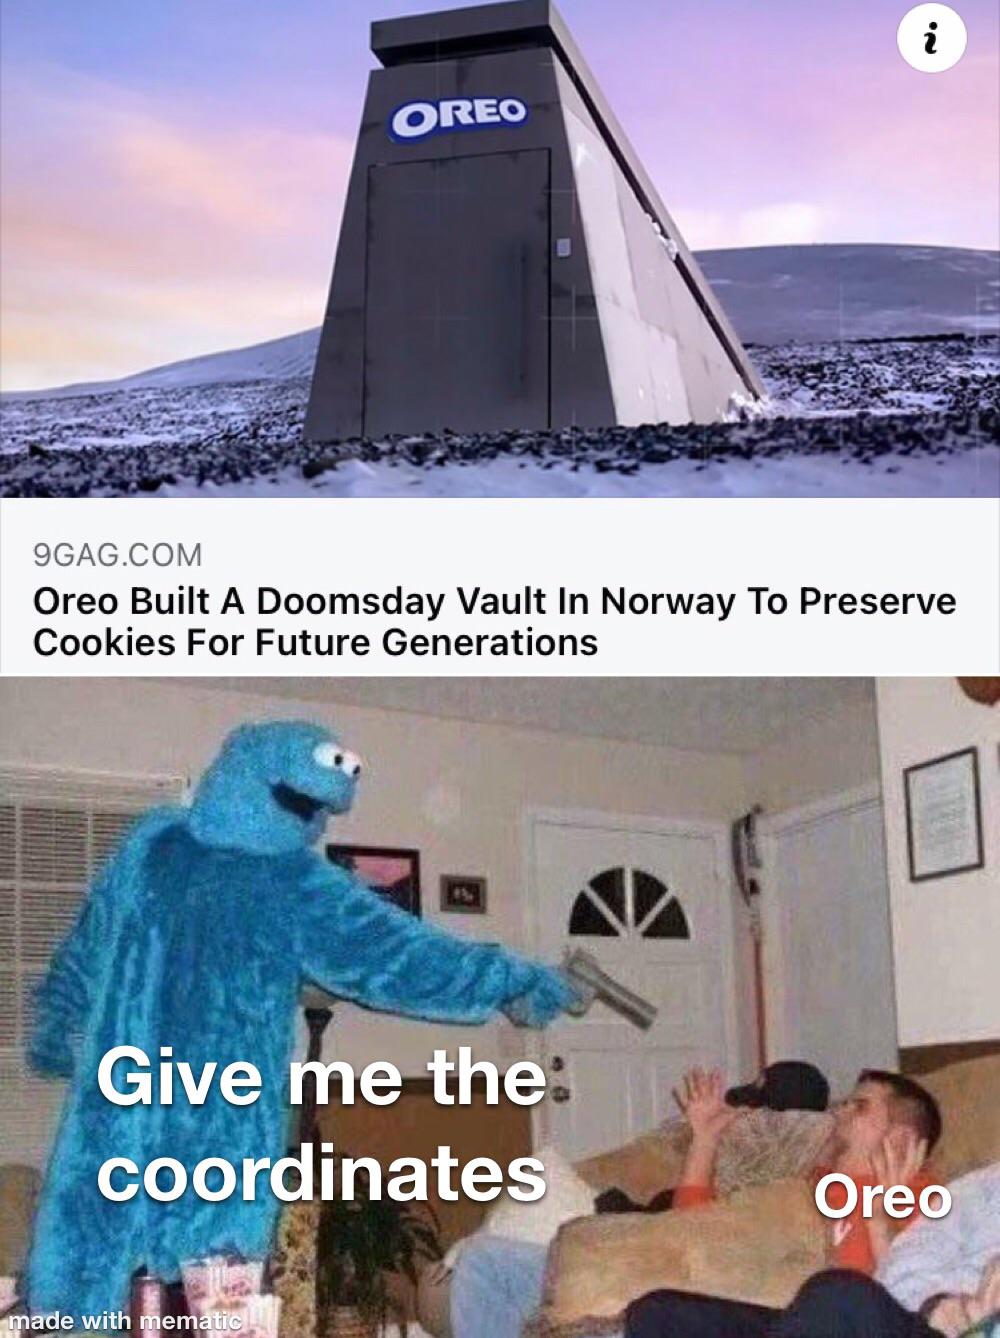 OREO
9GAG.COM
Oreo Built A Doomsday Vault In Norway To Preserve
Cookies For Future Generations
Give me the
coordinates
Oreo
made with mematic